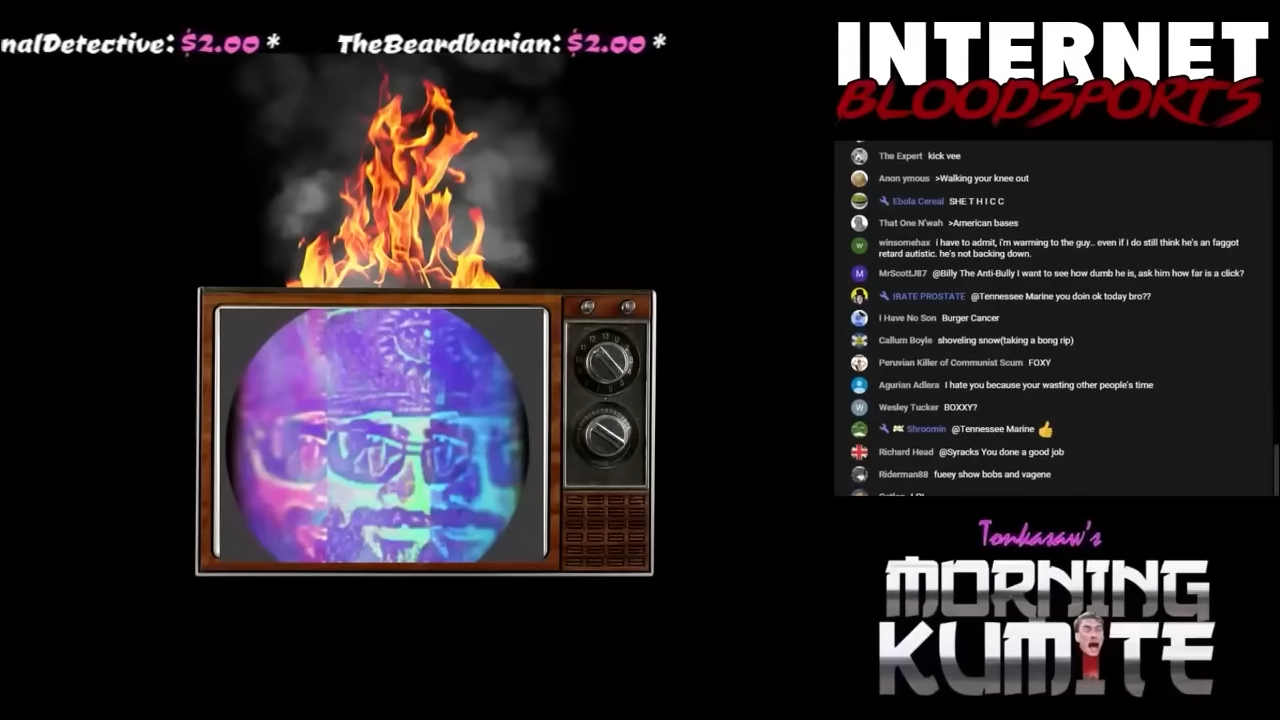 nalDetective: $2.00 * TheBeardbarian: $2.00 *
INTERNET
BLOODSPORTS
The Expert kick vee
Anon ymous >Walking your knee out
Ebola Cereal SHE T H I C C
That One N'wah >American bases
winsomehax i have to admit, i'm warming to the guy.. even if I do still think he's an faggot
retard autistic. he's not backing down.
MrScottJ87 @Billy The Anti-Bully I want to see how dumb he is, ask him how far is a click?
IRATE PROSTATE @Tennessee Marine you doin ok today bro??
I Have No Son Burger Cancer
Callum Boyle shoveling snow(taking a bong rip)
Peruvian Killer of Communist Scum FOXY
Agurian Adlera I hate you because your wasting other people's time
Wesley Tucker BOXXY?
Shroomin @Tennessee Marine 👍
Richard Head @Syracks You done a good job
Riderman88 fueey show bobs and vagene
Tonkasaw's
MORNING
KUMITE